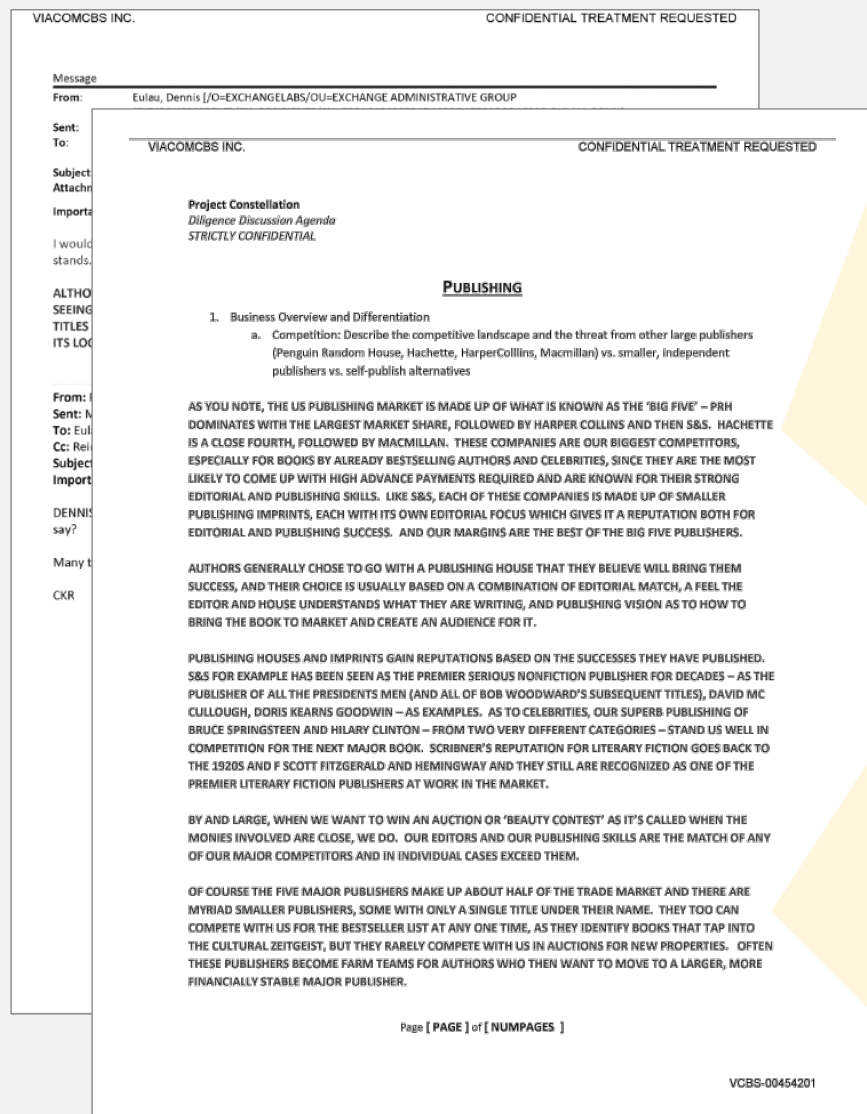 VIACOMCBS INC. CONFIDENTIAL TREATMENT REQUESTED
Message
From: Eulau, Dennis [/O=EXCHANGELABS/OU=EXCHANGE ADMINISTRATIVE GROUP
Sent:
To:
Subject
Attachn
Importa
I would
stands.
ALTHO
SEEING
TITLES
ITS LOC
From:
Sent: M
To: Eul
Cc: Rei
Subject
Import
DENNIS
say?
Many t
CKR
VIACOMCBS INC. CONFIDENTIAL TREATMENT REQUESTED
Project Constellation
Diligence Discussion Agenda
STRICTLY CONFIDENTIAL
PUBLISHING
1. Business Overview and Differentiation
a. Competition: Describe the competitive landscape and the threat from other large publishers
(Penguin Random House, Hachette, HarperColllins, Macmillan) vs. smaller, independent
publishers vs. self-publish alternatives
AS YOU NOTE, THE US PUBLISHING MARKET IS MADE UP OF WHAT IS KNOWN AS THE 'BIG FIVE' – PRH
DOMINATES WITH THE LARGEST MARKET SHARE, FOLLOWED BY HARPER COLLINS AND THEN S&S. HACHETTE
IS A CLOSE FOURTH, FOLLOWED BY MACMILLAN. THESE COMPANIES ARE OUR BIGGEST COMPETITORS,
ESPECIALLY FOR BOOKS BY ALREADY BESTSELLING AUTHORS AND CELEBRITIES, SINCE THEY ARE THE MOST
LIKELY TO COME UP WITH HIGH ADVANCE PAYMENTS REQUIRED AND ARE KNOWN FOR THEIR STRONG
EDITORIAL AND PUBLISHING SKILLS. LIKE S&S, EACH OF THESE COMPANIES IS MADE UP OF SMALLER
PUBLISHING IMPRINTS, EACH WITH ITS OWN EDITORIAL FOCUS WHICH GIVES IT A REPUTATION BOTH FOR
EDITORIAL AND PUBLISHING SUCCESS. AND OUR MARGINS ARE THE BEST OF THE BIG FIVE PUBLISHERS.
AUTHORS GENERALLY CHOSE TO GO WITH A PUBLISHING HOUSE THAT THEY BELIEVE WILL BRING THEM
SUCCESS, AND THEIR CHOICE IS USUALLY BASED ON A COMBINATION OF EDITORIAL MATCH, A FEEL THE
EDITOR AND HOUSE UNDERSTANDS WHAT THEY ARE WRITING, AND PUBLISHING VISION AS TO HOW TO
BRING THE BOOK TO MARKET AND CREATE AN AUDIENCE FOR IT.
PUBLISHING HOUSES AND IMPRINTS GAIN REPUTATIONS BASED ON THE SUCCESSES THEY HAVE PUBLISHED.
S&S FOR EXAMPLE HAS BEEN SEEN AS THE PREMIER SERIOUS NONFICTION PUBLISHER FOR DECADES – AS THE
PUBLISHER OF ALL THE PRESIDENTS MEN (AND ALL OF BOB WOODWARD'S SUBSEQUENT TITLES), DAVID MC
CULLOUGH, DORIS KEARNS GOODWIN – AS EXAMPLES. AS TO CELEBRITIES, OUR SUPERB PUBLISHING OF
BRUCE SPRINGSTEEN AND HILARY CLINTON – FROM TWO VERY DIFFERENT CATEGORIES – STAND US WELL IN
COMPETITION FOR THE NEXT MAJOR BOOK. SCRIBNER'S REPUTATION FOR LITERARY FICTION GOES BACK TO
THE 1920S AND F SCOTT FITZGERALD AND HEMINGWAY AND THEY STILL ARE RECOGNIZED AS ONE OF THE
PREMIER LITERARY FICTION PUBLISHERS AT WORK IN THE MARKET.
BY AND LARGE, WHEN WE WANT TO WIN AN AUCTION OR 'BEAUTY CONTEST' AS IT'S CALLED WHEN THE
MONIES INVOLVED ARE CLOSE, WE DO. OUR EDITORS AND OUR PUBLISHING SKILLS ARE THE MATCH OF ANY
OF OUR MAJOR COMPETITORS AND IN INDIVIDUAL CASES EXCEED THEM.
OF COURSE THE FIVE MAJOR PUBLISHERS MAKE UP ABOUT HALF OF THE TRADE MARKET AND THERE ARE
MYRIAD SMALLER PUBLISHERS, SOME WITH ONLY A SINGLE TITLE UNDER THEIR NAME. THEY TOO CAN
COMPETE WITH US FOR THE BESTSELLER LIST AT ANY ONE TIME, AS THEY IDENTIFY BOOKS THAT TAP INTO
THE CULTURAL ZEITGEIST, BUT THEY RARELY COMPETE WITH US IN AUCTIONS FOR NEW PROPERTIES. OFTEN
THESE PUBLISHERS BECOME FARM TEAMS FOR AUTHORS WHO THEN WANT TO MOVE TO A LARGER, MORE
FINANCIALLY STABLE MAJOR PUBLISHER.
Page [ PAGE ] of [ NUMPAGES ]
VCBS-00454201